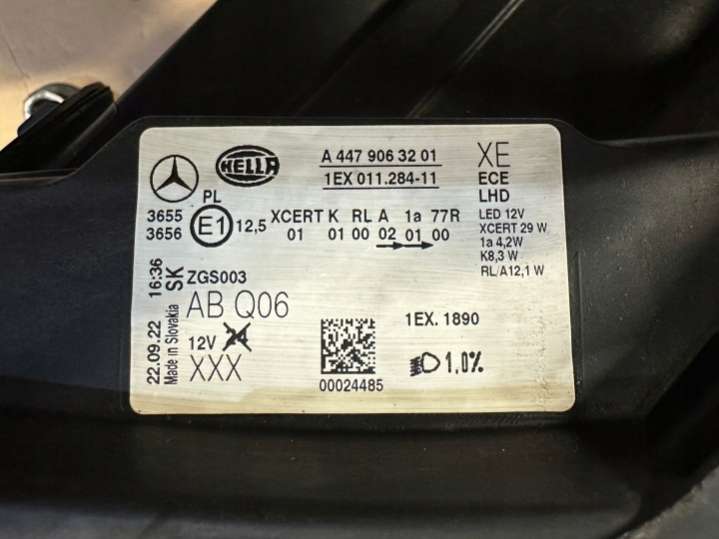 HELLA
A 447 906 32 01
1EX 011.284-11
XE
ECE
LHD
LED 12V
XCERT 29 W
1a 4,2W
K8,3 W
RL/A12,1 W
PL
3655
3656
E1
12,5
XCERT K RL A 1a 77R
01 01 00 02 01 00
22.09.22 16:36
Made in Slovakia SK
ZGS003
AB Q06
12V 24
XXX
00024485
1EX. 1890
1,0%